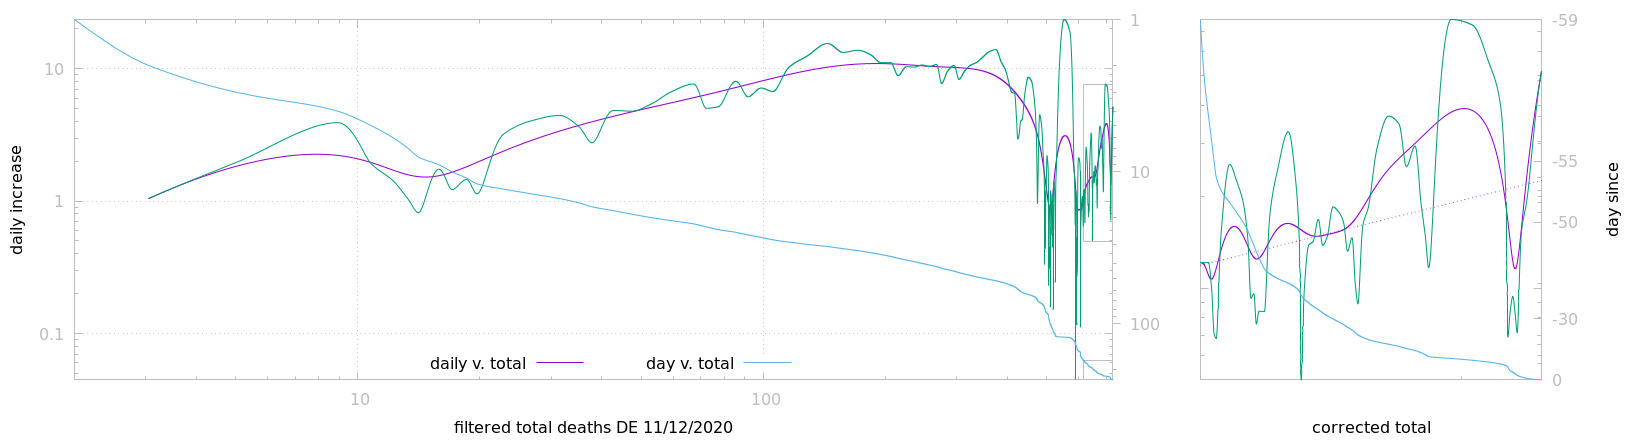 daily increase
10
1
0.1
1
10
100
daily v. total
day v. total
10
100
filtered total deaths DE 11/12/2020
-59
-55
-50
-30
0
day since
corrected total